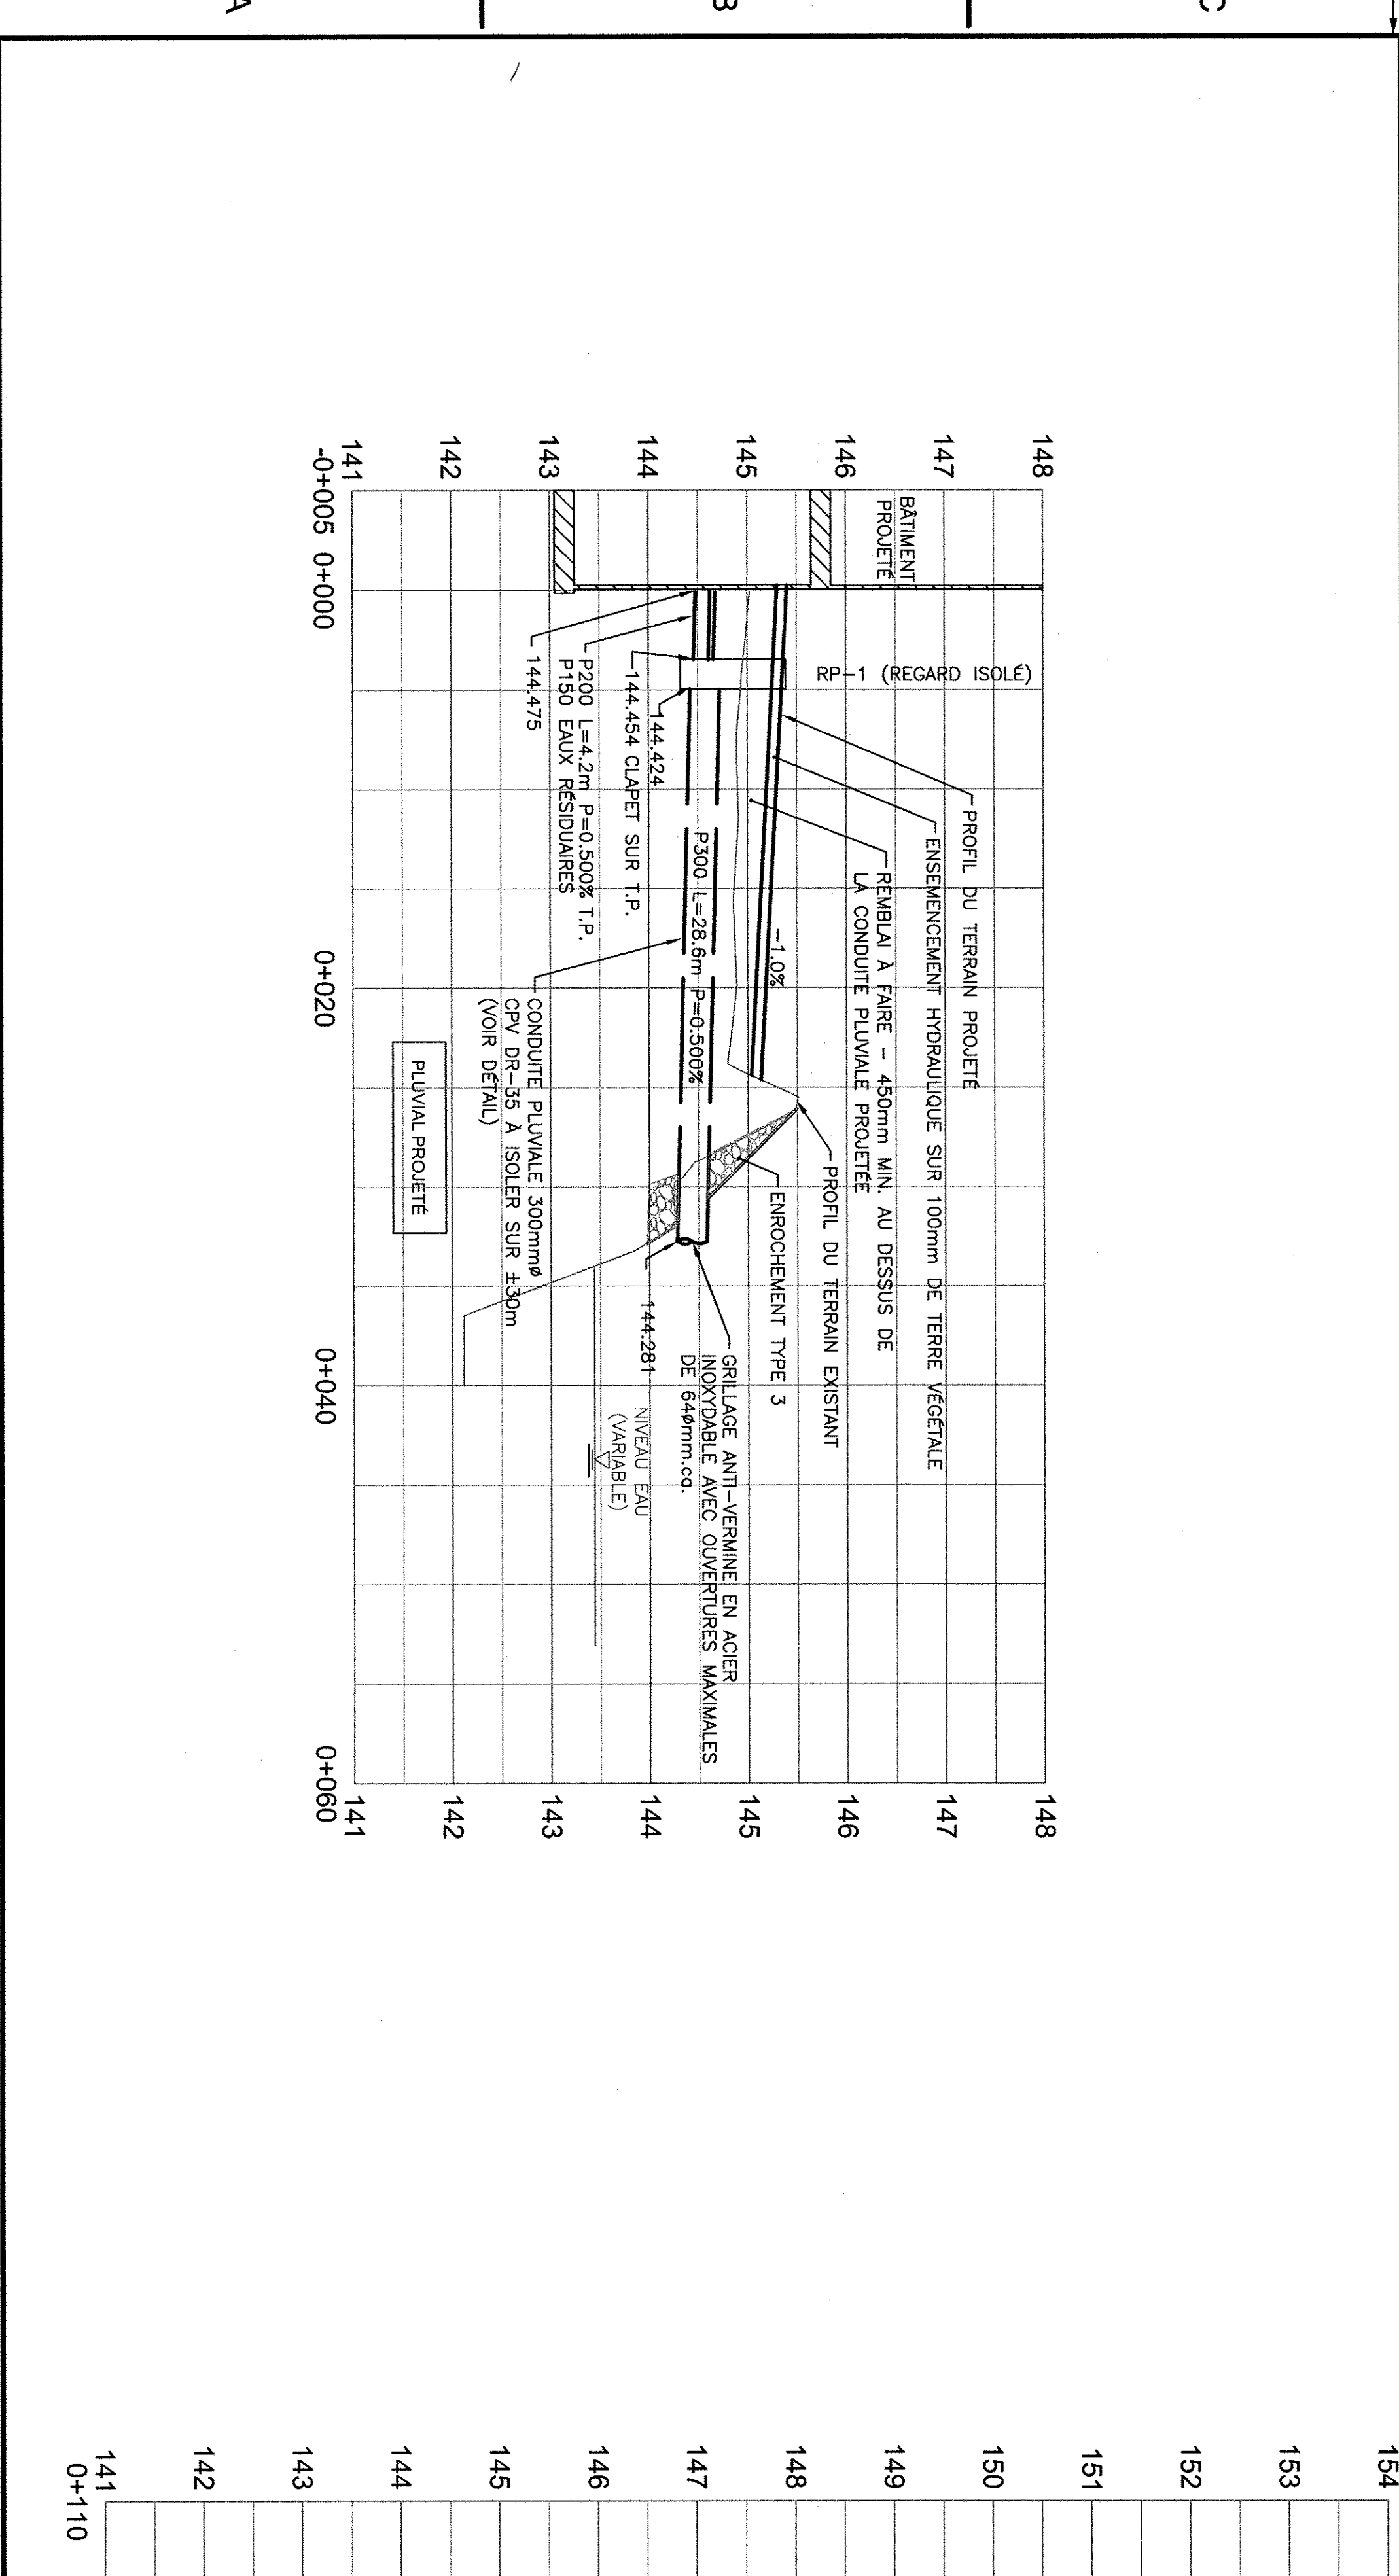 A
B
C
148
147
146
145
144
143
142
141
-0+005
0+000
0+020
0+040
0+060
148
147
146
145
144
143
142
141
BÂTIMENT
PROJETÉ
RP-1 (REGARD ISOLÉ)
PROFIL DU TERRAIN PROJETÉ
ENSEMENCEMENT HYDRAULIQUE SUR 100mm DE TERRE VÉGÉTALE
REMBLAI À FAIRE - 450mm MIN. AU DESSUS DE
LA CONDUITE PLUVIALE PROJETÉE
PROFIL DU TERRAIN EXISTANT
ENROCHEMENT TYPE 3
-1.0%
GRILLAGE ANTI-VERMINE EN ACIER
INOXYDABLE AVEC OUVERTURES MAXIMALES
DE 64ømm.ca.
P300 L=28.6m P=0.500%
144.424
144.454 CLAPET SUR T.P.
144.281
NIVEAU EAU
(VARIABLE)
P200 L=4.2m P=0.500% T.P.
P150 EAUX RÉSIDUAIRES
144.475
CONDUITE PLUVIALE 300mmø
CPV DR-35 À ISOLER SUR ±30m
(VOIR DÉTAIL)
PLUVIAL PROJETÉ
154
153
152
151
150
149
148
147
146
145
144
143
142
141
0+110